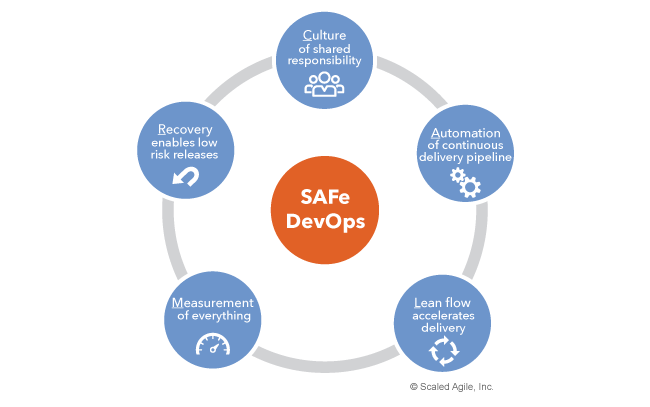 Culture
of shared
responsibility
Automation
of continuous
delivery pipeline
Lean flow
accelerates
delivery
Measurement
of everything
Recovery
enables low
risk releases
SAFe
DevOps
© Scaled Agile, Inc.